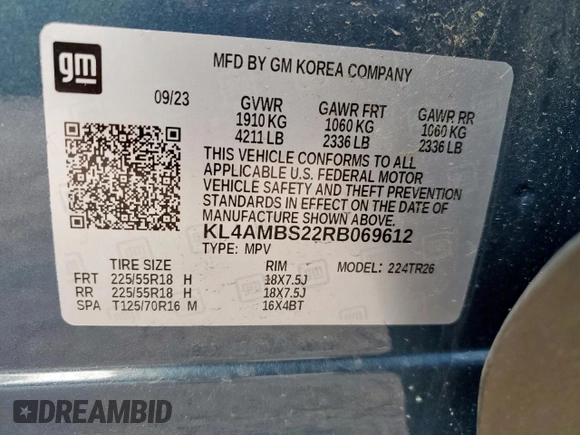 gm
MFD BY GM KOREA COMPANY
09/23
GVWR GAWR FRT GAWR RR
1910 KG 1060 KG 1060 KG
4211 LB 2336 LB 2336 LB
THIS VEHICLE CONFORMS TO ALL
APPLICABLE U.S. FEDERAL MOTOR
VEHICLE SAFETY AND THEFT PREVENTION
STANDARDS IN EFFECT ON THE DATE OF
MANUFACTURE SHOWN ABOVE.
KL4AMBS22RB069612
TYPE: MPV
TIRE SIZE RIM MODEL: 224TR26
FRT 225/55R18 H 18X7.5J
RR 225/55R18 H 18X7.5J
SPA T125/70R16 M 16X4BT
DREAMBID